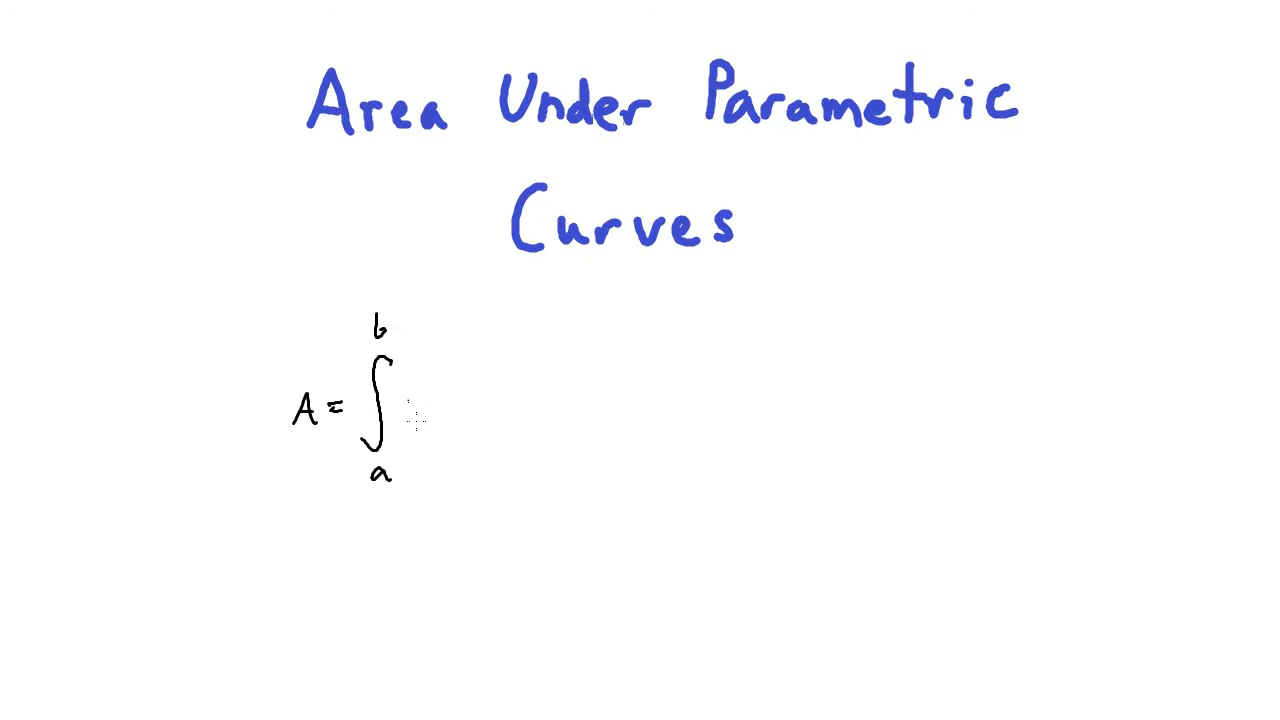 Area Under Parametric
Curves
b
A = ∫
a